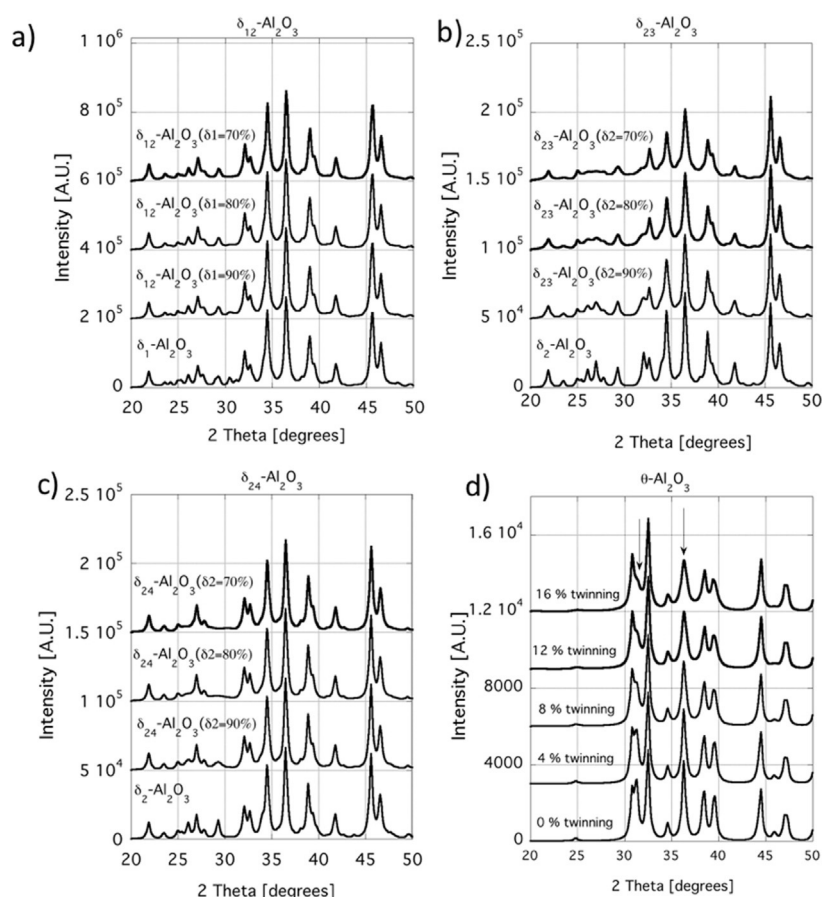 a)
δ12-Al2O3
1 10^6
8 10^5
6 10^5
4 10^5
2 10^5
0
Intensity [A.U.]
δ12-Al2O3(δ1=70%)
δ12-Al2O3(δ1=80%)
δ12-Al2O3(δ1=90%)
δ1-Al2O3
20 25 30 35 40 45 50
2 Theta [degrees]
b)
δ23-Al2O3
2.5 10^5
2 10^5
1.5 10^5
1 10^5
5 10^4
0
Intensity [A.U.]
δ23-Al2O3(δ2=70%)
δ23-Al2O3(δ2=80%)
δ23-Al2O3(δ2=90%)
δ2-Al2O3
20 25 30 35 40 45 50
2 Theta [degrees]
c)
δ24-Al2O3
2.5 10^5
2 10^5
1.5 10^5
1 10^5
5 10^4
0
Intensity [A.U.]
δ24-Al2O3(δ2=70%)
δ24-Al2O3(δ2=80%)
δ24-Al2O3(δ2=90%)
δ2-Al2O3
20 25 30 35 40 45 50
2 Theta [degrees]
d)
θ-Al2O3
1.6 10^4
1.2 10^4
8000
4000
0
Intensity [A.U.]
16 % twinning
12 % twinning
8 % twinning
4 % twinning
0 % twinning
20 25 30 35 40 45 50
2 Theta [degrees]